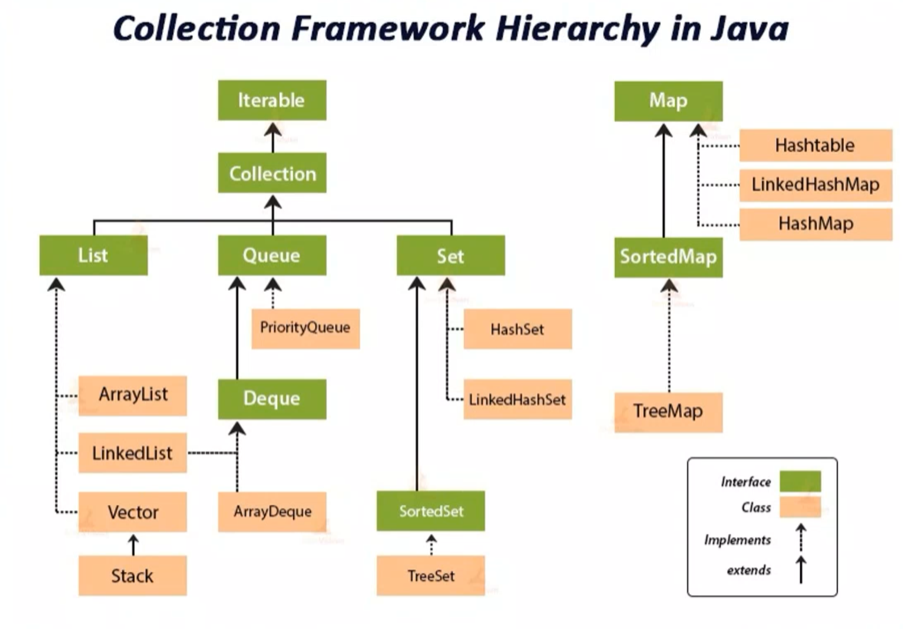 Collection Framework Hierarchy in Java
Iterable
Map
Hashtable
Collection
LinkedHashMap
HashMap
List
Queue
Set
SortedMap
PriorityQueue
HashSet
ArrayList
Deque
LinkedHashSet
TreeMap
LinkedList
Vector
ArrayDeque
SortedSet
Stack
TreeSet
Interface
Class
Implements
extends